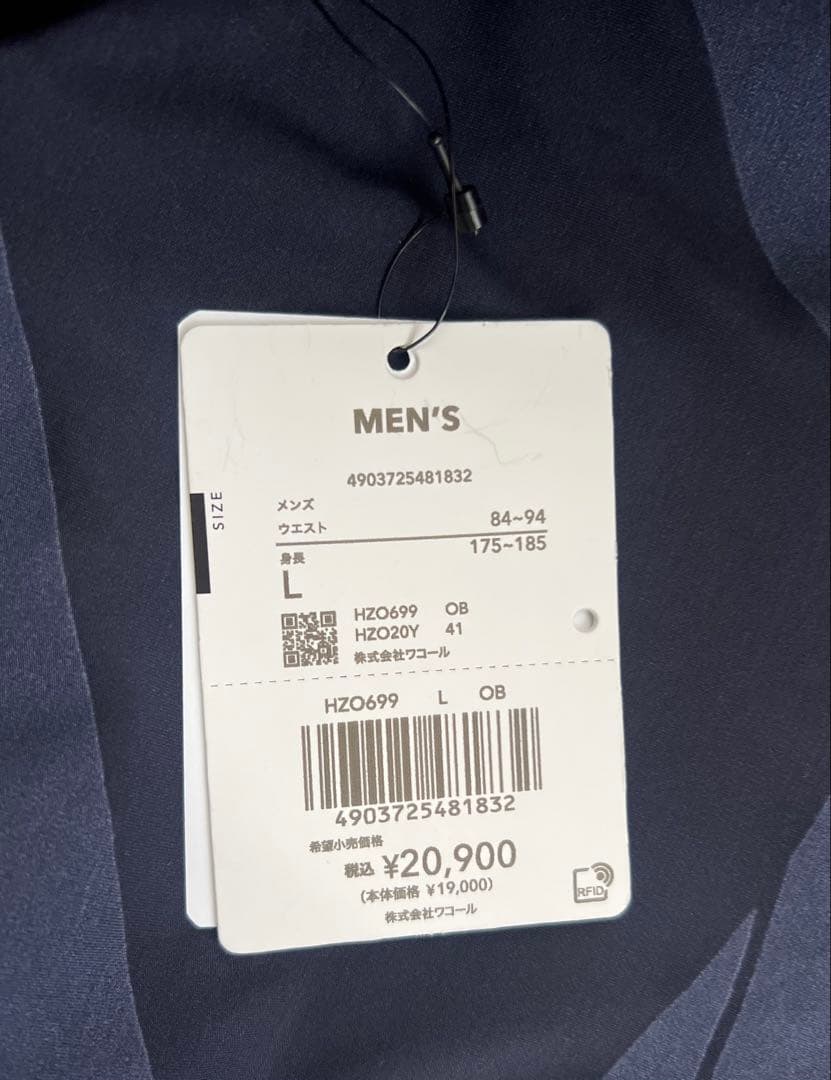 MEN'S
4903725481832
SIZE
メンズ
ウエスト 84~94
身長 175~185
L
HZO699 OB
HZO20Y 41
株式会社ワコール
HZO699 L OB
4903725481832
希望小売価格
税込 ¥20,900
(本体価格 ¥19,000)
株式会社ワコール
RFID